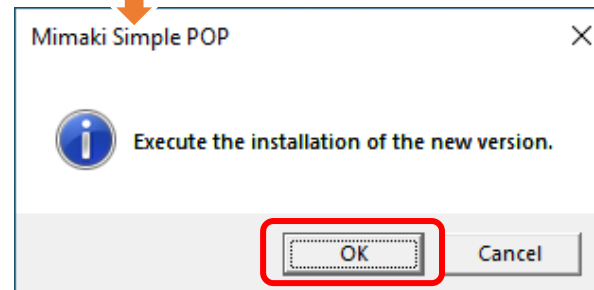 Mimaki Simple POP
Execute the installation of the new version.
OK
Cancel